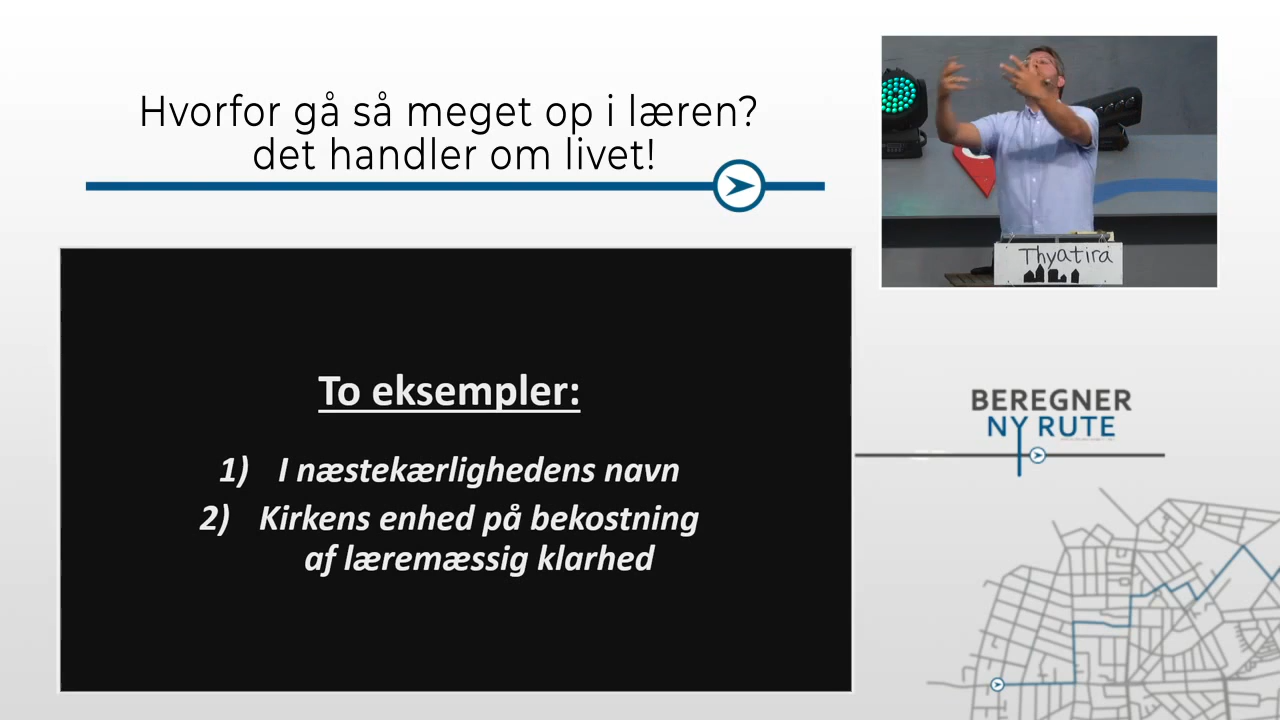 Hvorfor gå så meget op i læren?
det handler om livet!
Thyatira
To eksempler:
1) I næstekærlighedens navn
2) Kirkens enhed på bekostning
af læremæssig klarhed
BEREGNER
NY RUTE